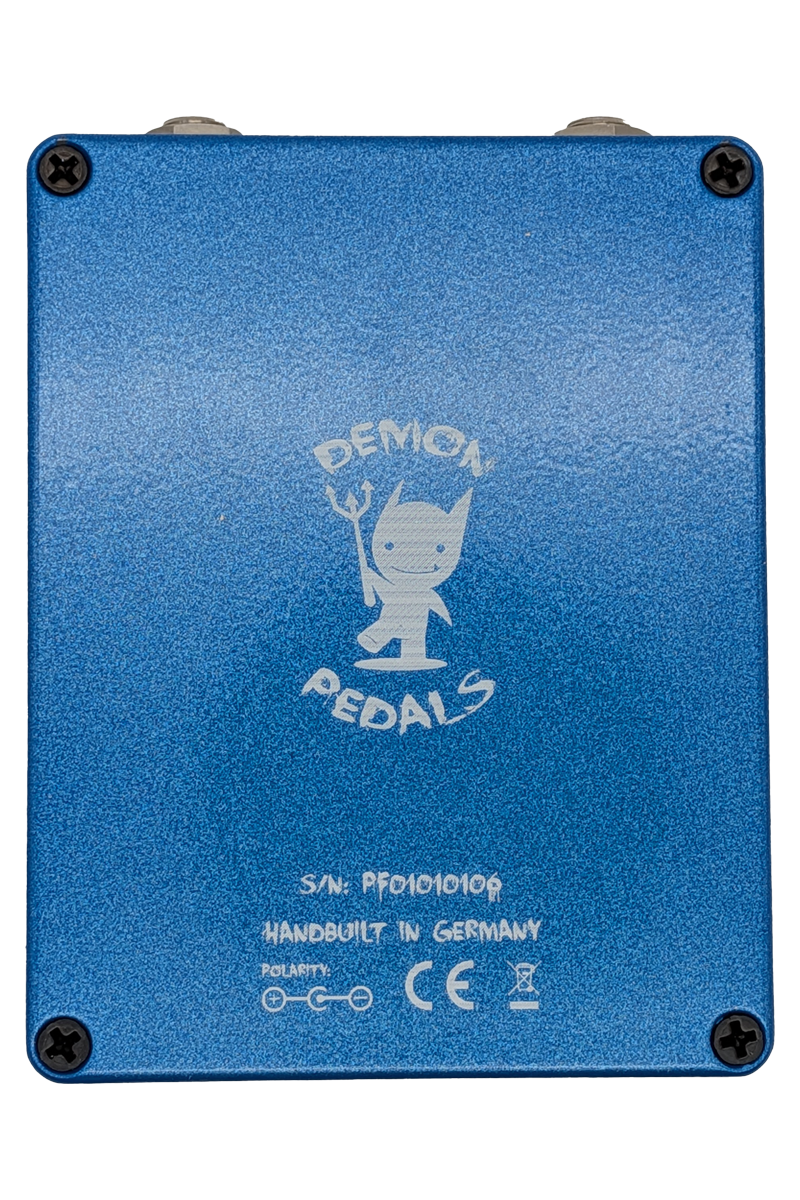 DEMON
PEDALS
S/N: PF01010106
HANDBUILT IN GERMANY
POLARITY:
CE